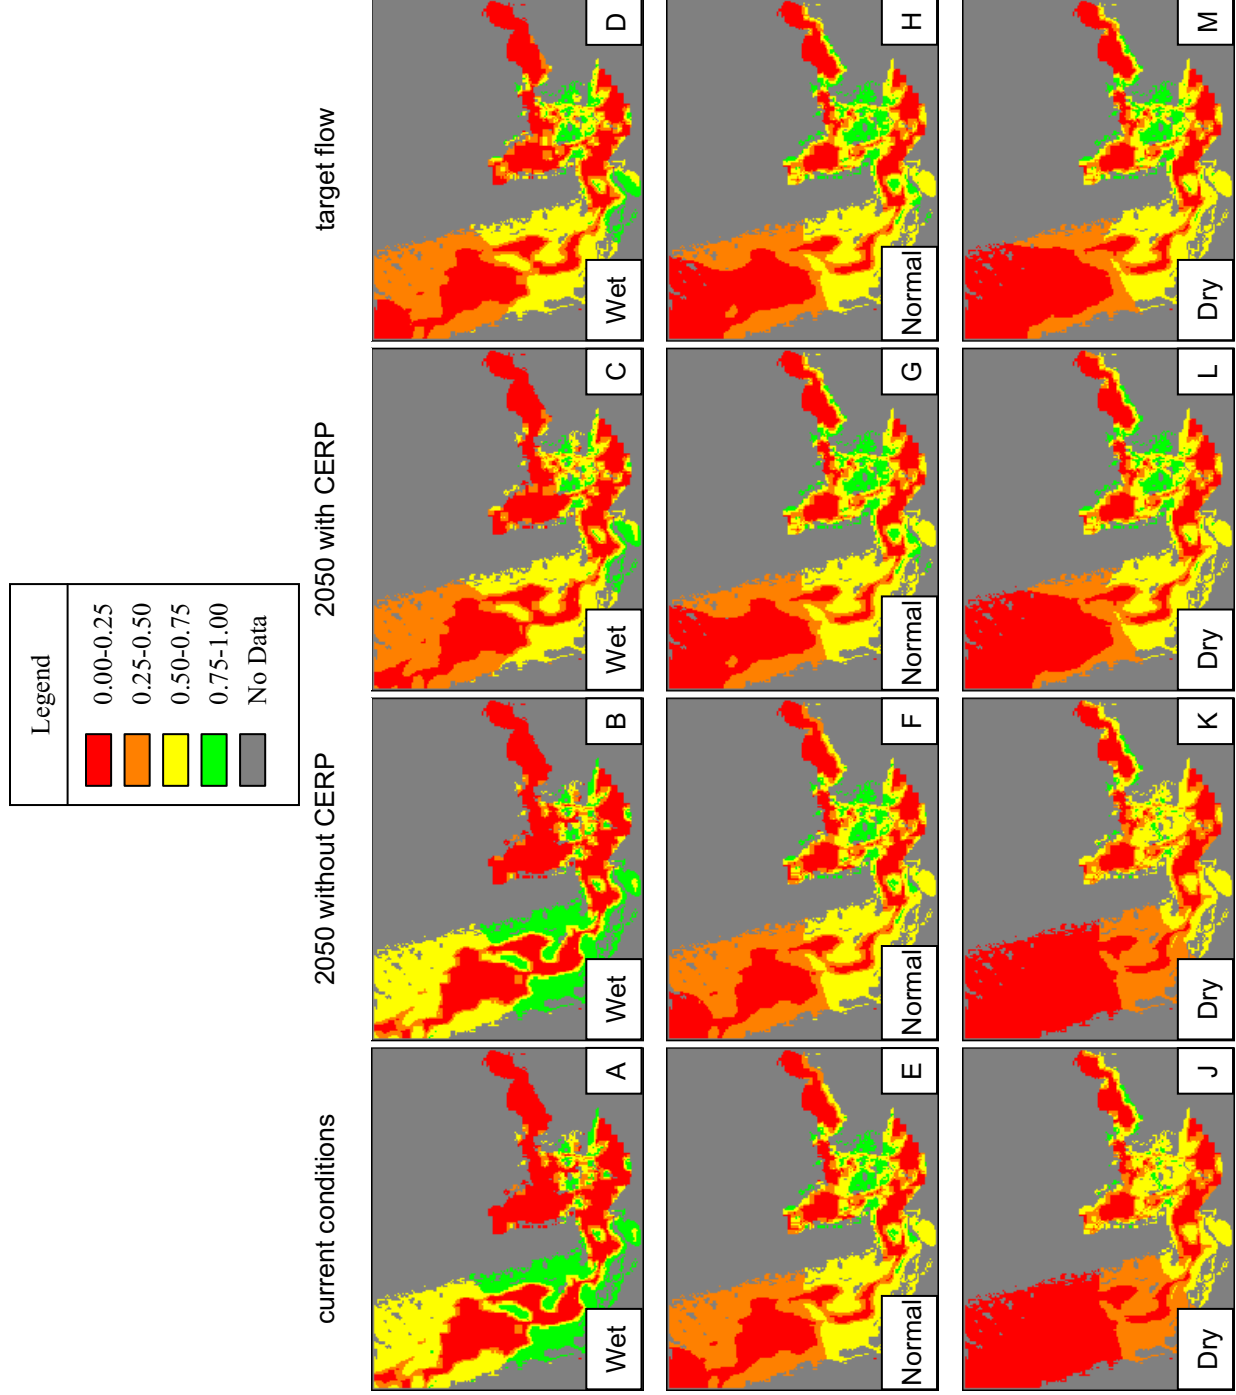 Legend
0.00-0.25
0.25-0.50
0.50-0.75
0.75-1.00
No Data
current conditions
2050 without CERP
2050 with CERP
target flow
Wet
A
Wet
B
Wet
C
Wet
D
Normal
E
Normal
F
Normal
G
Normal
H
Dry
J
Dry
K
Dry
L
Dry
M